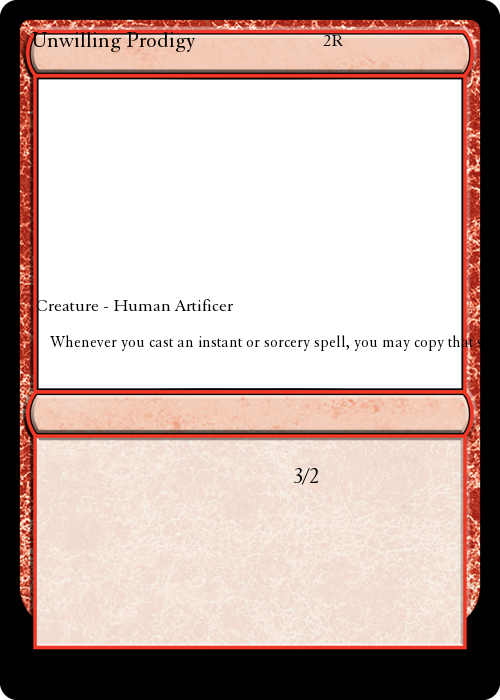 Unwilling Prodigy
2R
Creature - Human Artificer
Whenever you cast an instant or sorcery spell, you may copy that
3/2